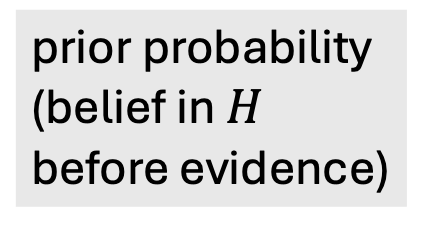 prior probability
(belief in H
before evidence)